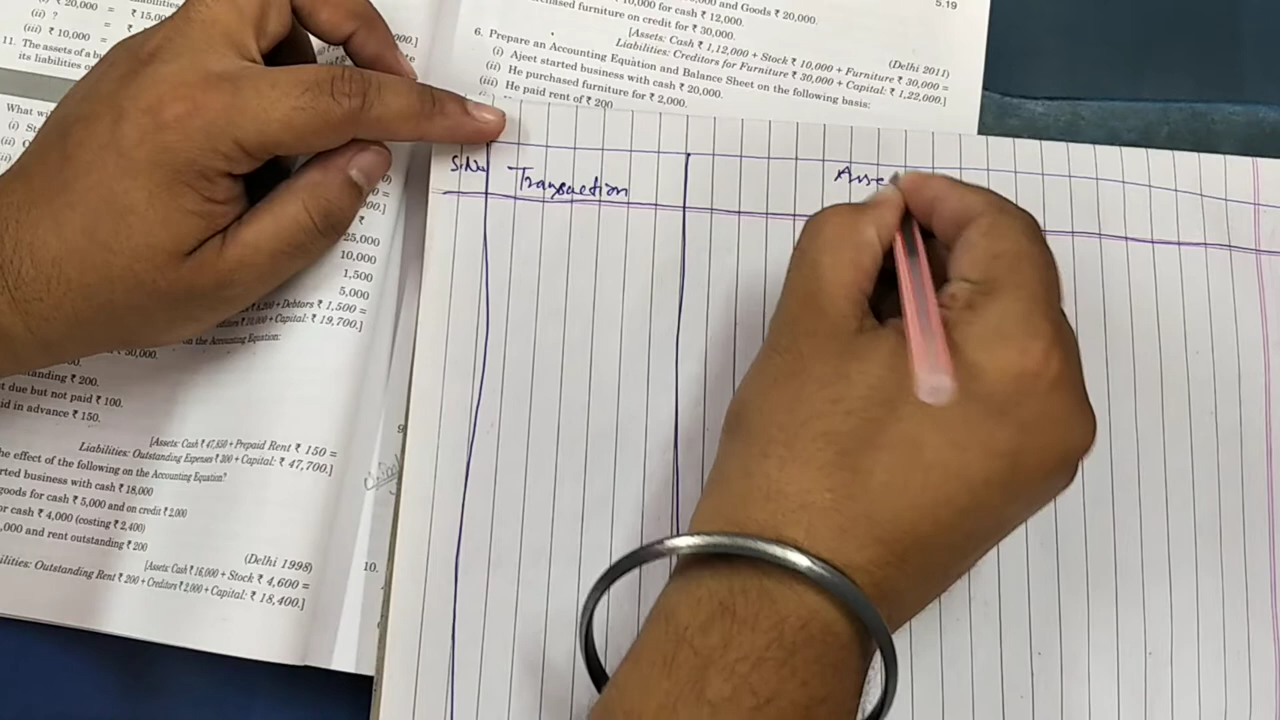 ₹ 20,000 =
(ii) ?
=
₹ 15,00
(iii) ₹ 10,000 =
11. The assets of a
its liabilities
What
(i)
(ii)
25,000
10,000
1,500
5,000
+ Debtors ₹ 1,500 =
+ Capital: ₹ 19,700.]
on the Accounting Equation:
50,000.
tanding ₹ 200.
t due but not paid ₹ 100.
id in advance ₹ 150.
[Assets: Cash ₹ 47,850 + Prepaid Rent ₹ 150 =
Liabilities: Outstanding Expenses ₹ 300 + Capital: ₹ 47,700.]
he effect of the following on the Accounting Equation?
rted business with cash ₹ 18,000
goods for cash ₹ 5,000 and on credit ₹ 2,000
or cash ₹ 4,000 (costing ₹ 2,400)
,000 and rent outstanding ₹ 200
(Delhi 1998)
[Assets: Cash ₹ 16,000 + Stock ₹ 4,600 =
ilities: Outstanding Rent ₹ 200 + Creditors ₹ 2,000 + Capital: ₹ 18,400.]
9
10.
and Goods ₹ 20,000.
5.19
10,000 for cash ₹ 12,000.
hased furniture on credit for ₹ 30,000.
(Delhi 2011)
[Assets: Cash ₹ 1,12,000 + Stock ₹ 10,000 + Furniture ₹ 30,000 =
Liabilities: Creditors for Furniture ₹ 30,000 + Capital: ₹ 1,22,000.]
6. Prepare an Accounting Equation and Balance Sheet on the following basis:
(i) Ajeet started business with cash ₹ 20,000.
(ii) He purchased furniture for ₹ 2,000.
(iii) He paid rent of ₹ 200
S.No
Transaction
Asse